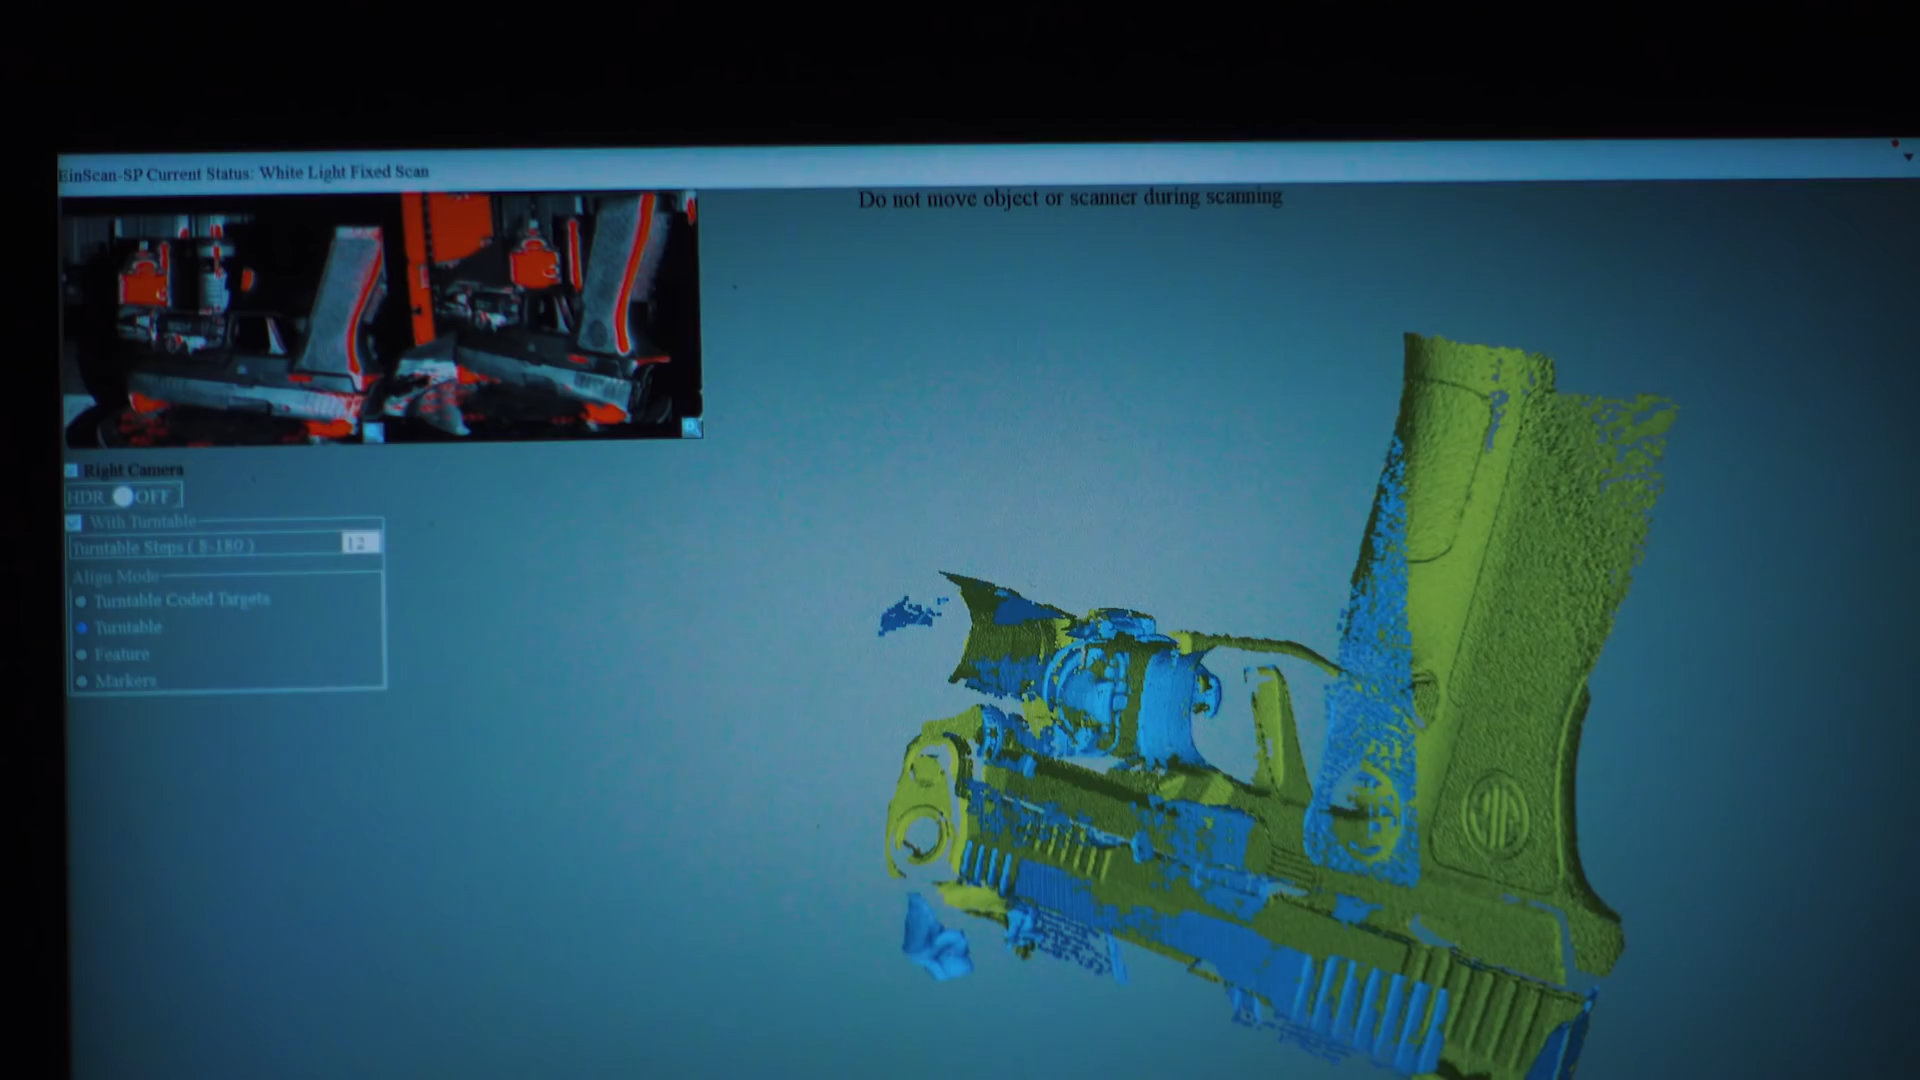 EinScan-SP Current Status: White Light Fixed Scan
Do not move object or scanner during scanning
Right Camera
HDR OFF
With Turntable
Turntable Steps ( 8-180 ) 12
Align Mode
Turntable Coded Targets
Turntable
Feature
Markers
SIG